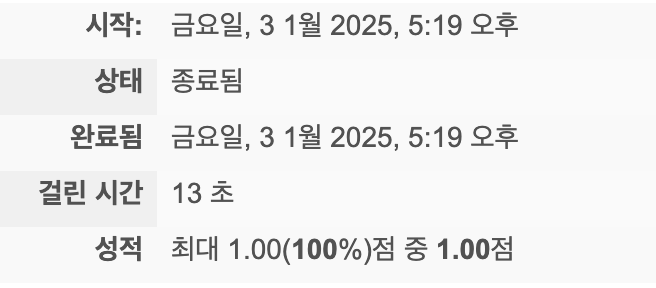 시작: 금요일, 3 1월 2025, 5:19 오후
상태 종료됨
완료됨 금요일, 3 1월 2025, 5:19 오후
걸린 시간 13 초
성적 최대 1.00(100%)점 중 1.00점